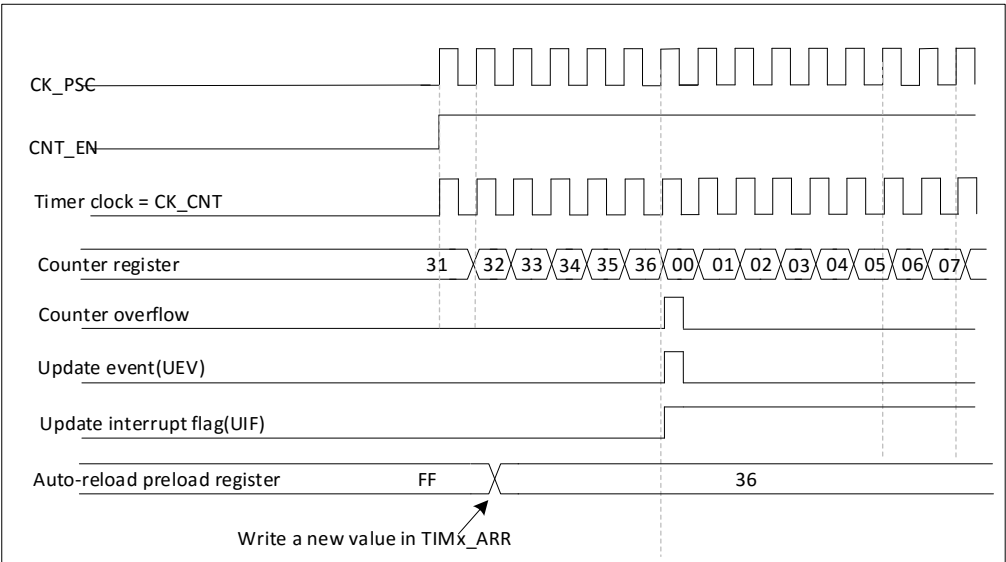 CK_PSC
CNT_EN
Timer clock = CK_CNT
Counter register 31 32 33 34 35 36 00 01 02 03 04 05 06 07
Counter overflow
Update event(UEV)
Update interrupt flag(UIF)
Auto-reload preload register FF 36
Write a new value in TIMx_ARR